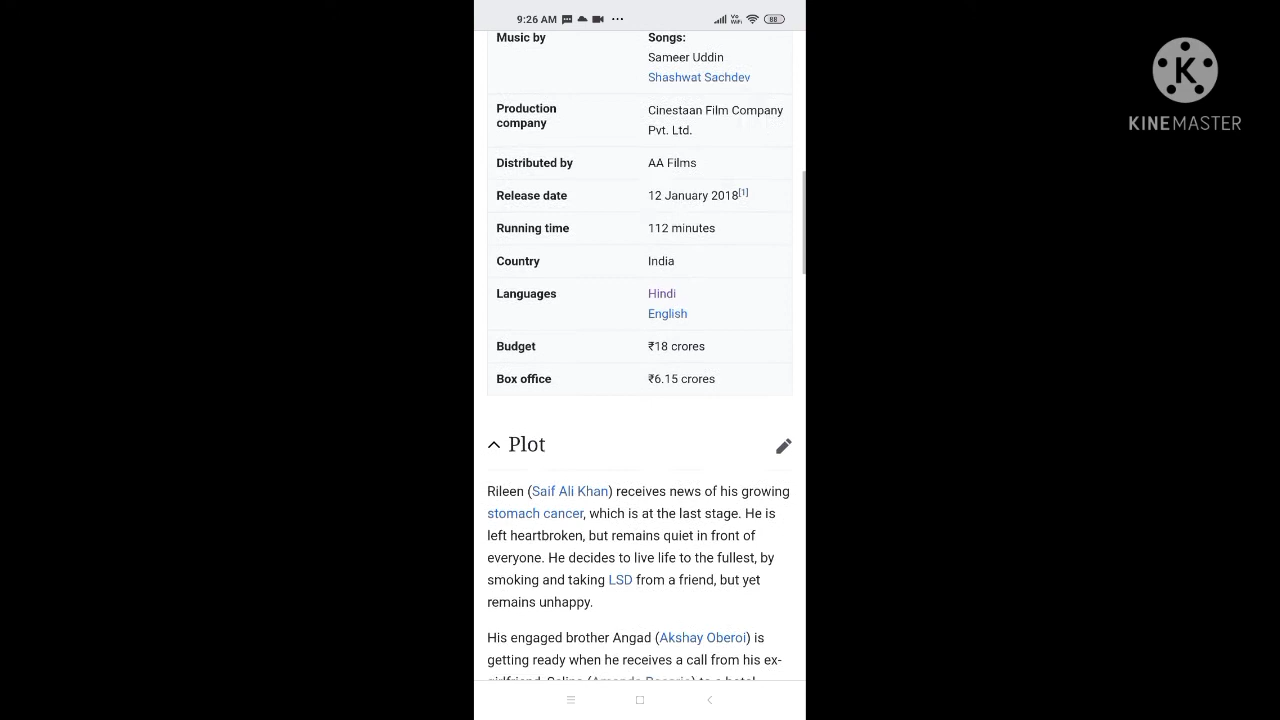 9:26 AM
Vo WiFi
88
K
KINEMASTER
Music by
Songs:
Sameer Uddin
Shashwat Sachdev
Production company
Cinestaan Film Company
Pvt. Ltd.
Distributed by
AA Films
Release date
12 January 2018[1]
Running time
112 minutes
Country
India
Languages
Hindi
English
Budget
₹18 crores
Box office
₹6.15 crores
Plot
Rileen (Saif Ali Khan) receives news of his growing
stomach cancer, which is at the last stage. He is
left heartbroken, but remains quiet in front of
everyone. He decides to live life to the fullest, by
smoking and taking LSD from a friend, but yet
remains unhappy.
His engaged brother Angad (Akshay Oberoi) is
getting ready when he receives a call from his ex-